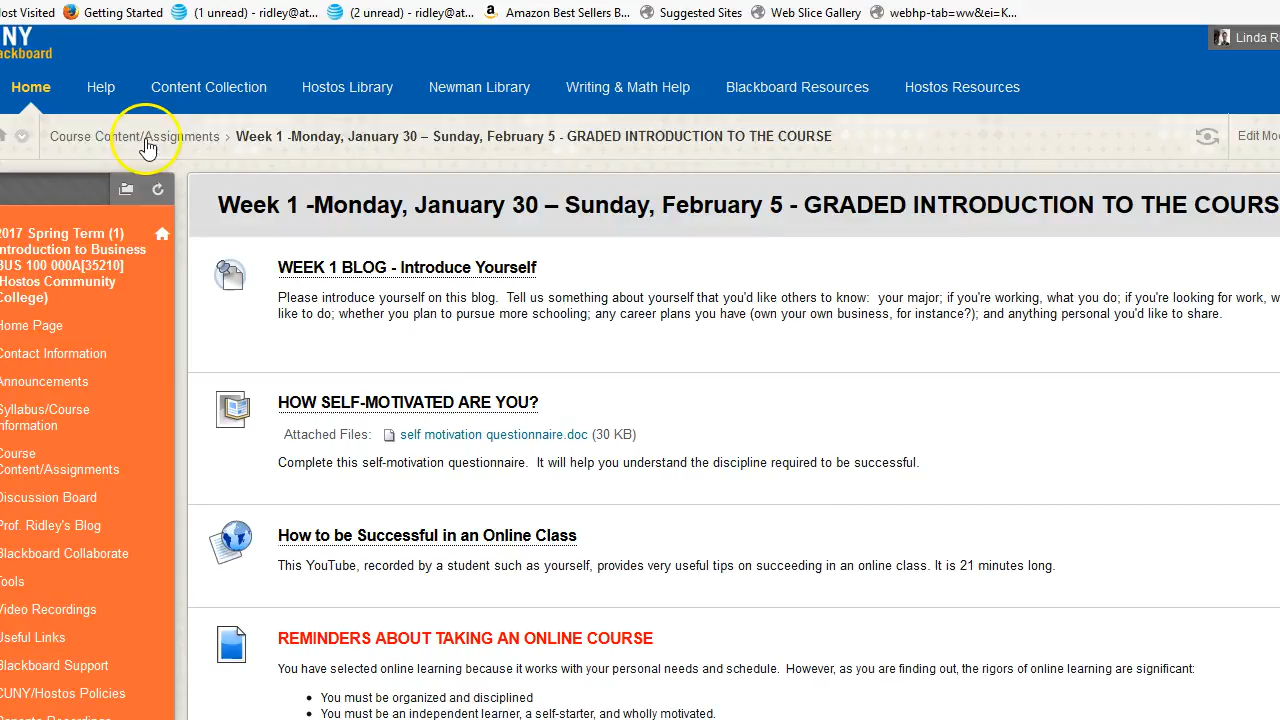 ost Visited Getting Started (1 unread) - ridley@at... (2 unread) - ridley@at... Amazon Best Sellers B... Suggested Sites Web Slice Gallery webhp-tab=ww&ei=K...
NY Linda R
ackboard
Home Help Content Collection Hostos Library Newman Library Writing & Math Help Blackboard Resources Hostos Resources
Course Content/Assignments › Week 1 -Monday, January 30 – Sunday, February 5 - GRADED INTRODUCTION TO THE COURSE Edit Mo
2017 Spring Term (1)
ntroduction to Business
BUS 100 000A[35210]
(Hostos Community
College)
Home Page
Contact Information
Announcements
Syllabus/Course
nformation
Course
Content/Assignments
Discussion Board
Prof. Ridley's Blog
Blackboard Collaborate
Tools
Video Recordings
Useful Links
Blackboard Support
CUNY/Hostos Policies
Week 1 -Monday, January 30 – Sunday, February 5 - GRADED INTRODUCTION TO THE COURS
WEEK 1 BLOG - Introduce Yourself
Please introduce yourself on this blog. Tell us something about yourself that you'd like others to know: your major; if you're working, what you do; if you're looking for work, w
like to do; whether you plan to pursue more schooling; any career plans you have (own your own business, for instance?); and anything personal you'd like to share.
HOW SELF-MOTIVATED ARE YOU?
Attached Files: self motivation questionnaire.doc (30 KB)
Complete this self-motivation questionnaire. It will help you understand the discipline required to be successful.
How to be Successful in an Online Class
This YouTube, recorded by a student such as yourself, provides very useful tips on succeeding in an online class. It is 21 minutes long.
REMINDERS ABOUT TAKING AN ONLINE COURSE
You have selected online learning because it works with your personal needs and schedule. However, as you are finding out, the rigors of online learning are significant:
• You must be organized and disciplined
• You must be an independent learner, a self-starter, and wholly motivated.